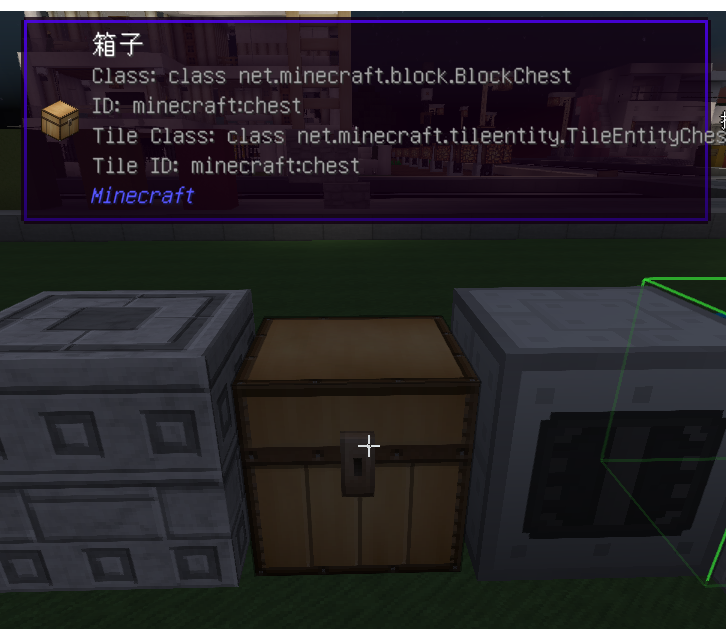 箱子
Class: class net.minecraft.block.BlockChest
ID: minecraft:chest
Tile Class: class net.minecraft.tileentity.TileEntityChes
Tile ID: minecraft:chest
Minecraft